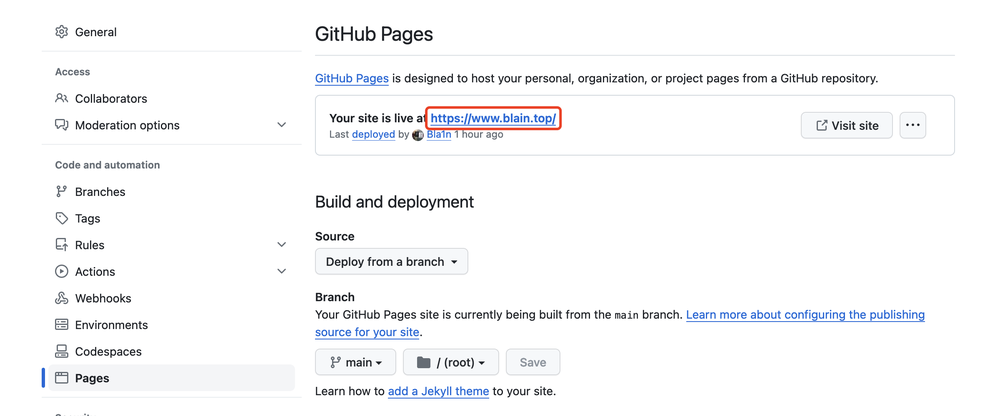 General
Access
Collaborators
Moderation options
Code and automation
Branches
Tags
Rules
Actions
Webhooks
Environments
Codespaces
Pages
GitHub Pages
GitHub Pages is designed to host your personal, organization, or project pages from a GitHub repository.
Your site is live at https://www.blain.top/
Last deployed by Bla1n 1 hour ago
Visit site
Build and deployment
Source
Deploy from a branch
Branch
Your GitHub Pages site is currently being built from the main branch. Learn more about configuring the publishing
source for your site.
main
/ (root)
Save
Learn how to add a Jekyll theme to your site.